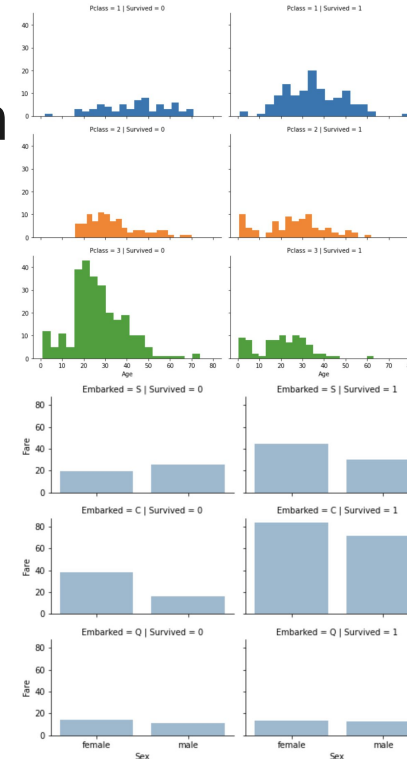 Pclass = 1 | Survived = 0
Pclass = 1 | Survived = 1
40
30
20
10
0
Pclass = 2 | Survived = 0
Pclass = 2 | Survived = 1
40
30
20
10
0
Pclass = 3 | Survived = 0
Pclass = 3 | Survived = 1
40
30
20
10
0
0 10 20 30 40 50 60 70 80
0 10 20 30 40 50 60 70
Age
Age
Embarked = S | Survived = 0
Embarked = S | Survived = 1
80
60
40
20
0
Fare
Embarked = C | Survived = 0
Embarked = C | Survived = 1
80
60
40
20
0
Fare
Embarked = Q | Survived = 0
Embarked = Q | Survived = 1
80
60
40
20
0
Fare
female male
female male
Sex
Sex